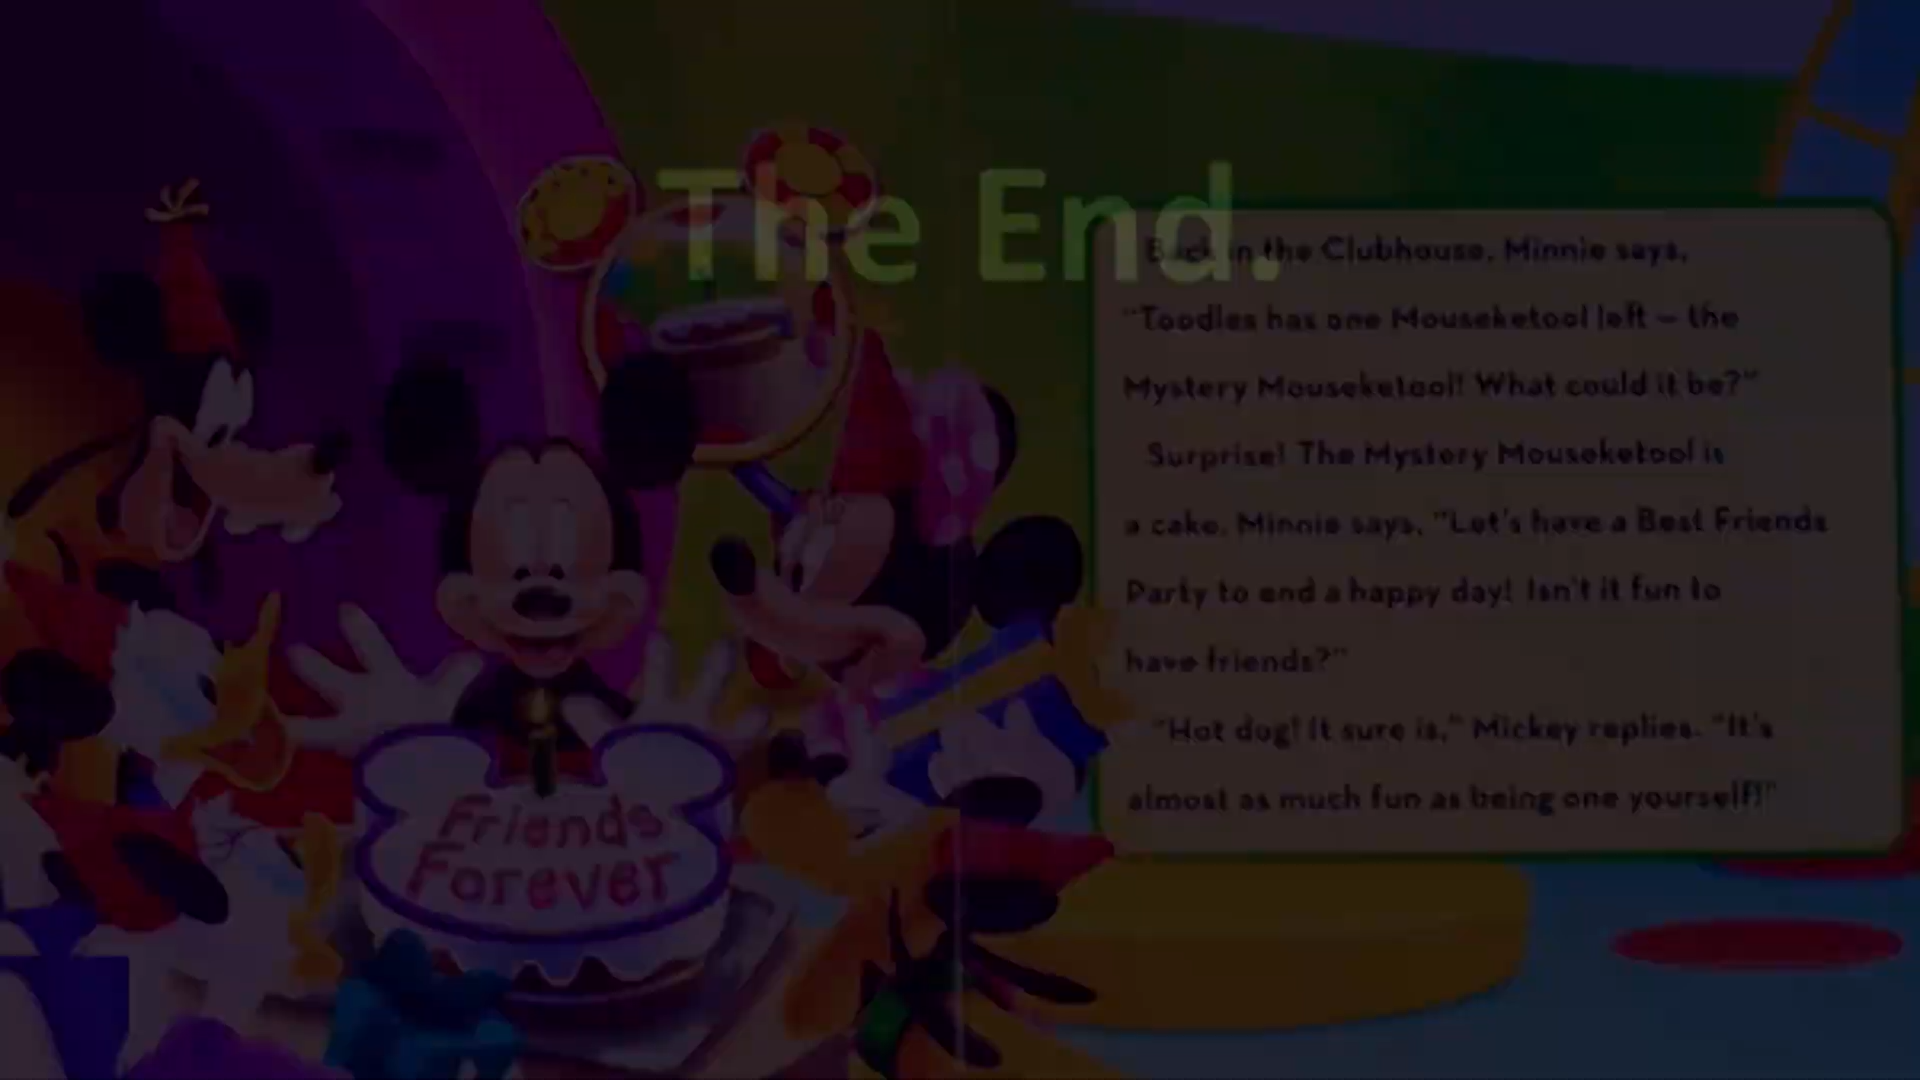 The End.
Back in the Clubhouse, Minnie says,
"Toodles has one Mouseketool left – the
Mystery Mouseketool! What could it be?"
Surprise! The Mystery Mouseketool is
a cake. Minnie says, "Let's have a Best Friends
Party to end a happy day! Isn't it fun to
have friends?"
"Hot dog! It sure is," Mickey replies. "It's
almost as much fun as being one yourself!"
Friends
Forever